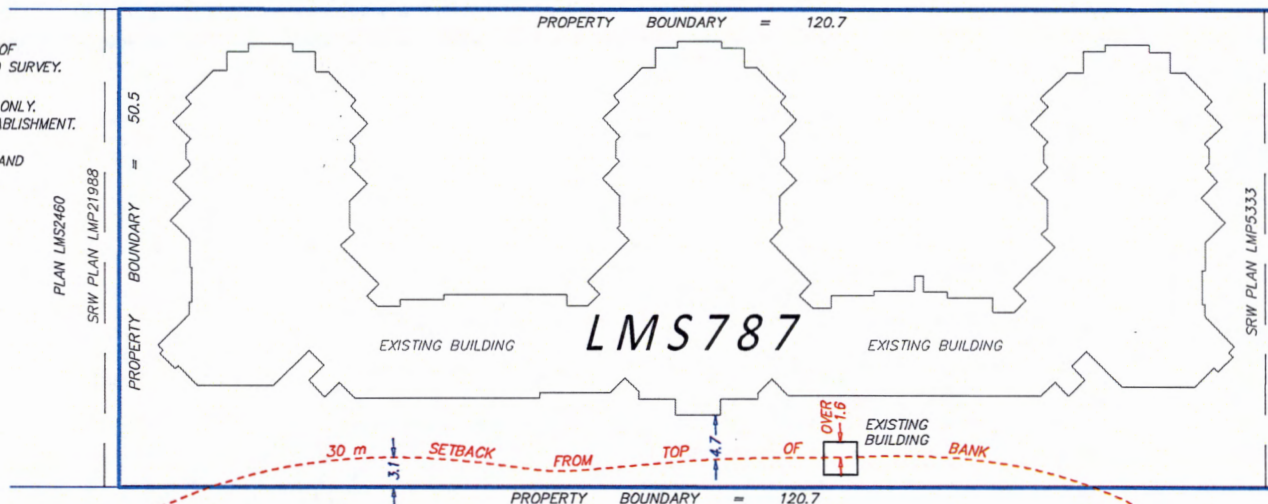 PROPERTY BOUNDARY = 120.7
OF
SURVEY.
ONLY.
ABLISHMENT.
AND
PLAN LMS2460
SRW PLAN LMP21988
PROPERTY BOUNDARY = 50.5
EXISTING BUILDING
LMS787
EXISTING BUILDING
SRW PLAN LMP5333
30 m SETBACK FROM TOP OF BANK
3.1
4.7
OVER
1.6
EXISTING
BUILDING
PROPERTY BOUNDARY = 120.7